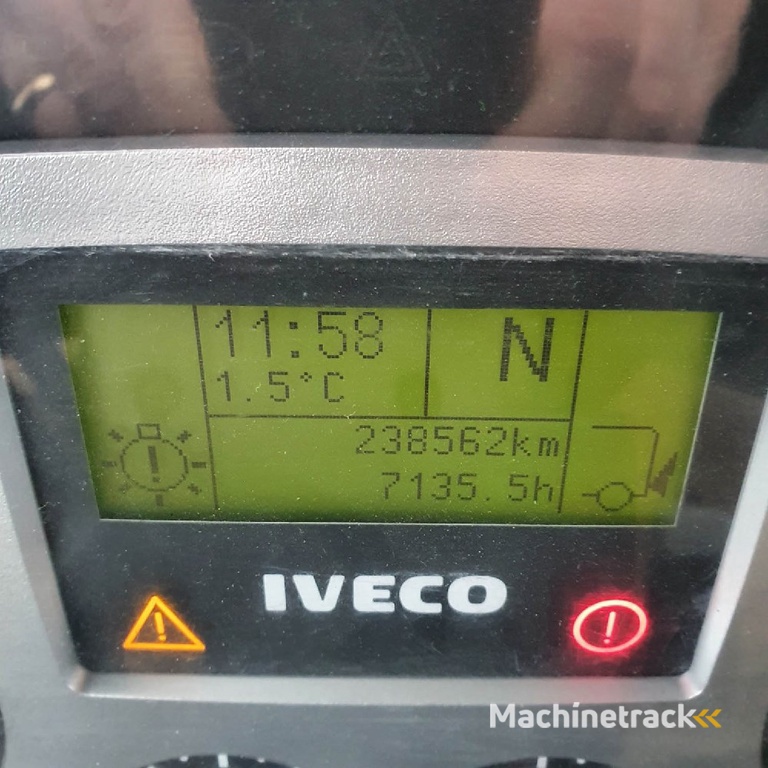 11:58
N
1.5°C
238562km
7135.5h
IVECO
Machinetrack